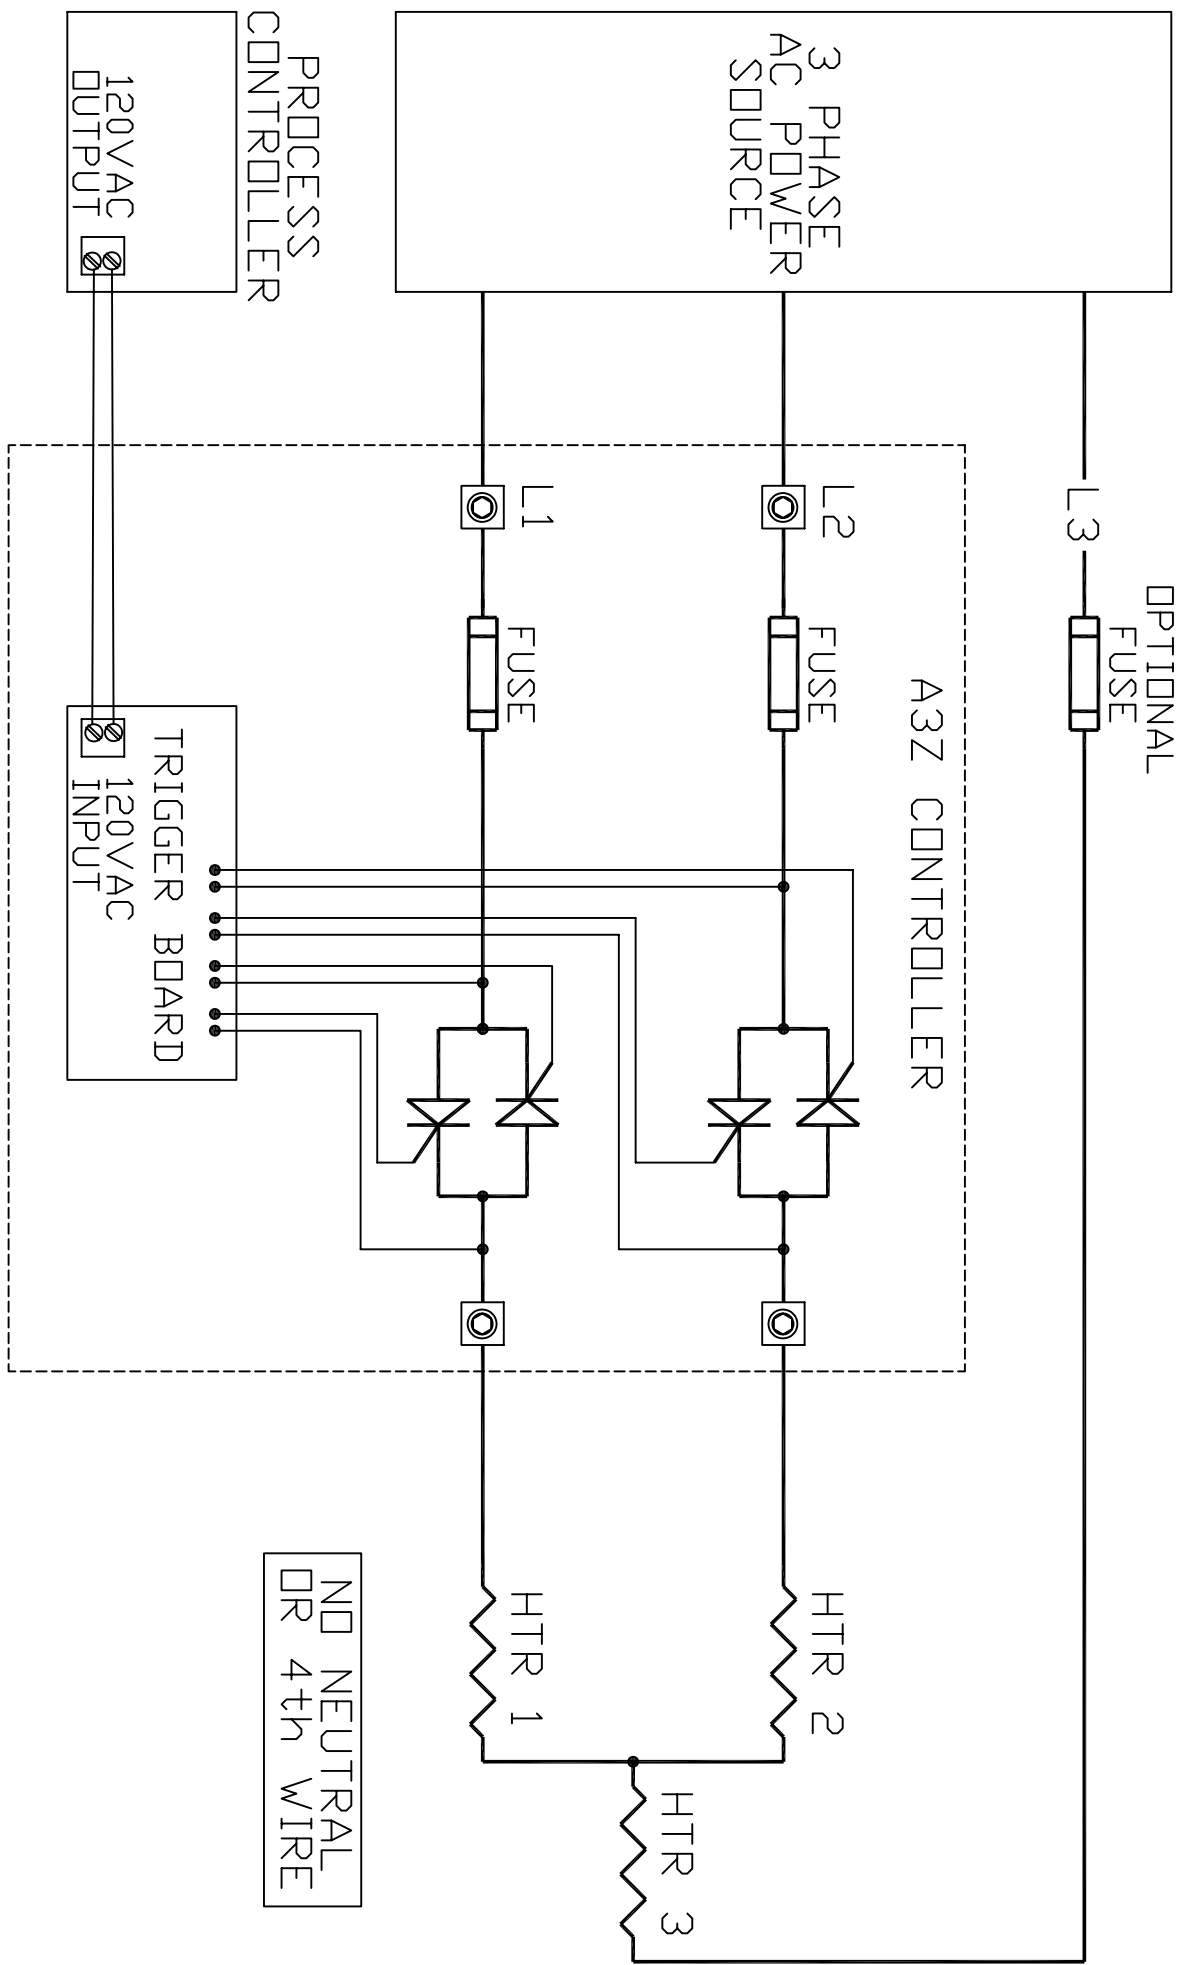 OPTIONAL
FUSE
L3
3 PHASE
AC POWER
SOURCE
A3Z CONTROLLER
L2
FUSE
HTR 2
HTR 3
L1
FUSE
HTR 1
NO NEUTRAL
OR 4th WIRE
PROCESS
CONTROLLER
120VAC
OUTPUT
TRIGGER BOARD
120VAC
INPUT